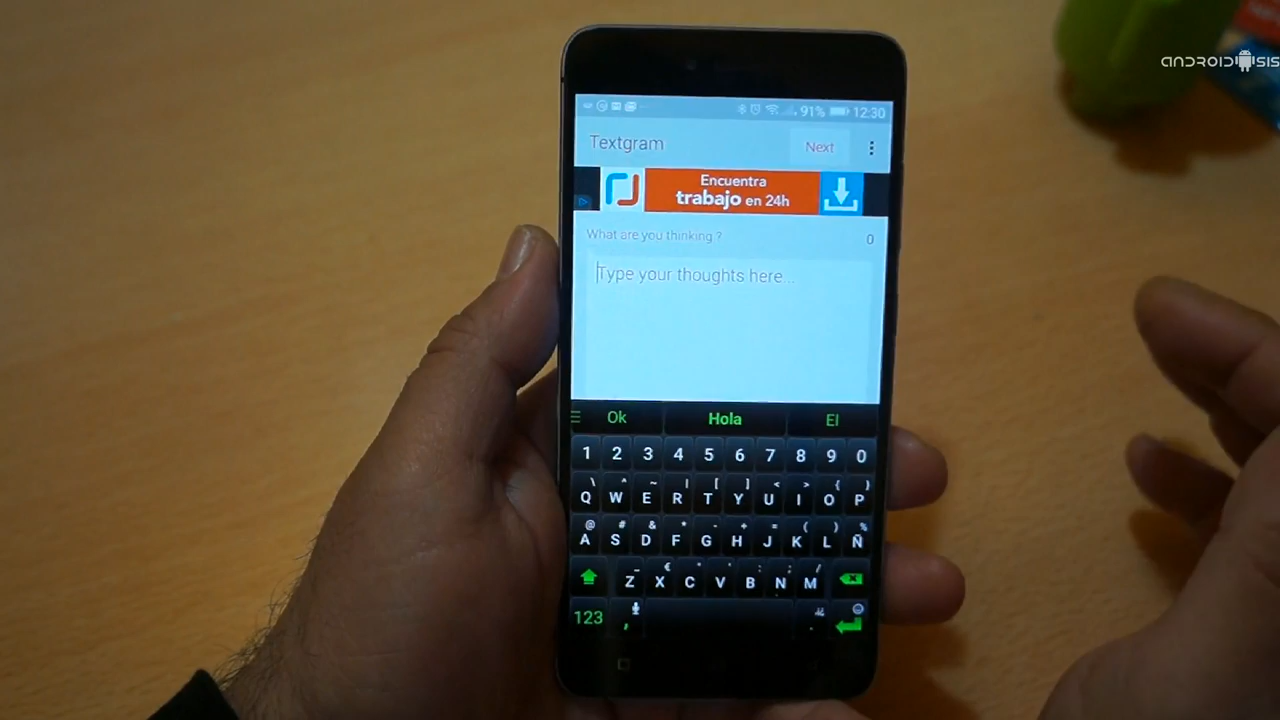 ANDROIDSIS
91% 12:30
Textgram Next
Encuentra
trabajo en 24h
What are you thinking ? 0
Type your thoughts here...
Ok Hola El
1 2 3 4 5 6 7 8 9 0
\ ^ ~ | [ ] < > { }
Q W E R T Y U I O P
@ # & * - + = ( ) %
A S D F G H J K L Ñ
Z X C V B N M
123 , .